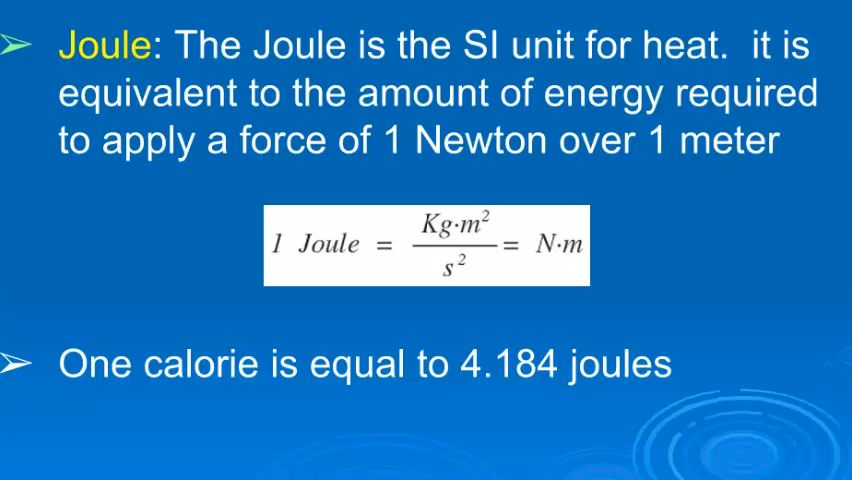 ➢ Joule: The Joule is the SI unit for heat. it is
equivalent to the amount of energy required
to apply a force of 1 Newton over 1 meter
1 Joule = Kg·m² / s² = N·m
➢ One calorie is equal to 4.184 joules